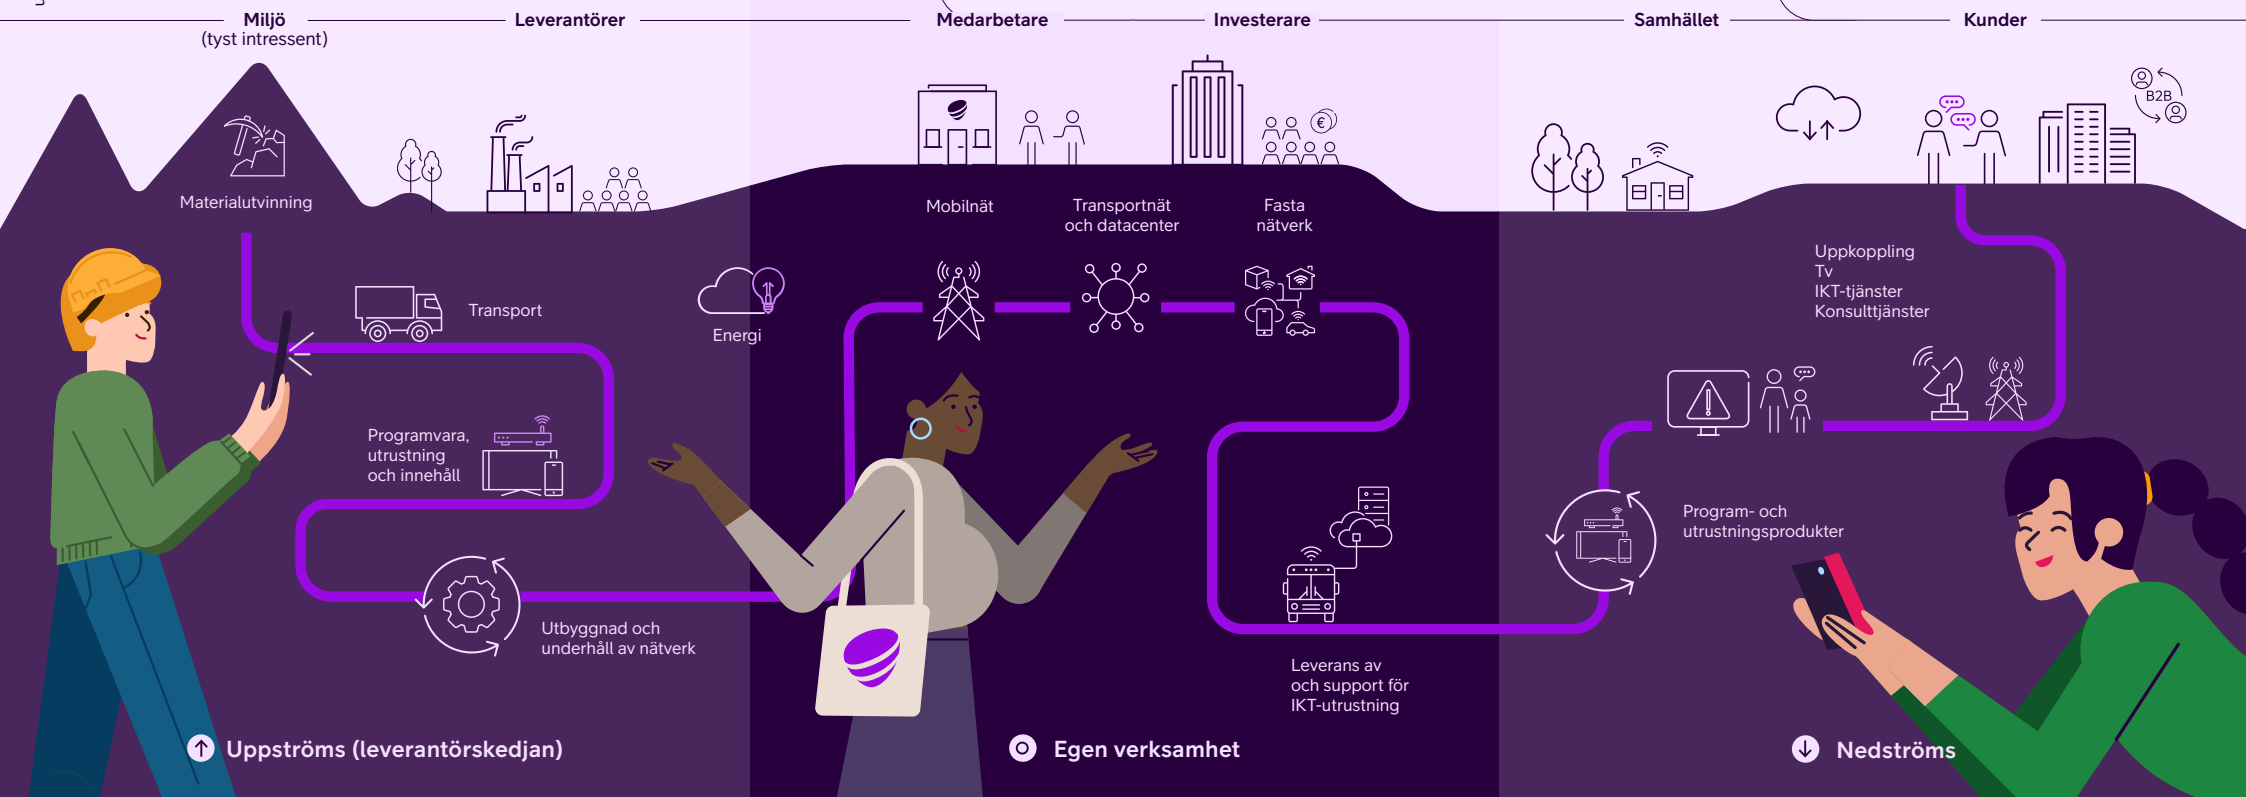 Miljö
(tyst intressent)
Leverantörer
Medarbetare
Investerare
Samhället
Kunder
B2B
€
Materialutvinning
Transport
Programvara,
utrustning
och innehåll
Utbyggnad och
underhåll av nätverk
Energi
Uppströms (leverantörskedjan)
Mobilnät
Transportnät
och datacenter
Fasta
nätverk
Leverans av
och support för
IKT-utrustning
Egen verksamhet
Uppkoppling
Tv
IKT-tjänster
Konsulttjänster
Program- och
utrustningsprodukter
Nedströms